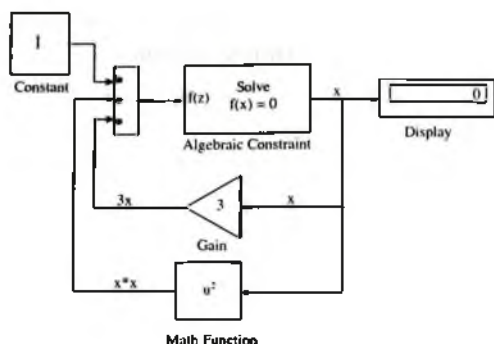 1
Constant
f(z)
Solve
f(x) = 0
Algebraic Constraint
x
0
Display
3x
3
x
Gain
x*x
u²
Math Function